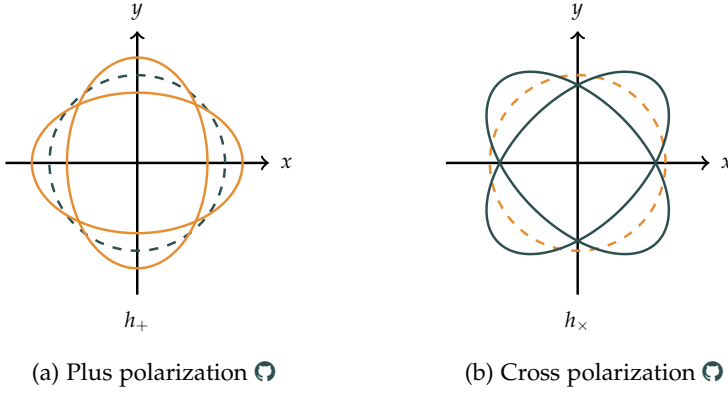 y
x
h+
(a) Plus polarization
y
x
h×
(b) Cross polarization